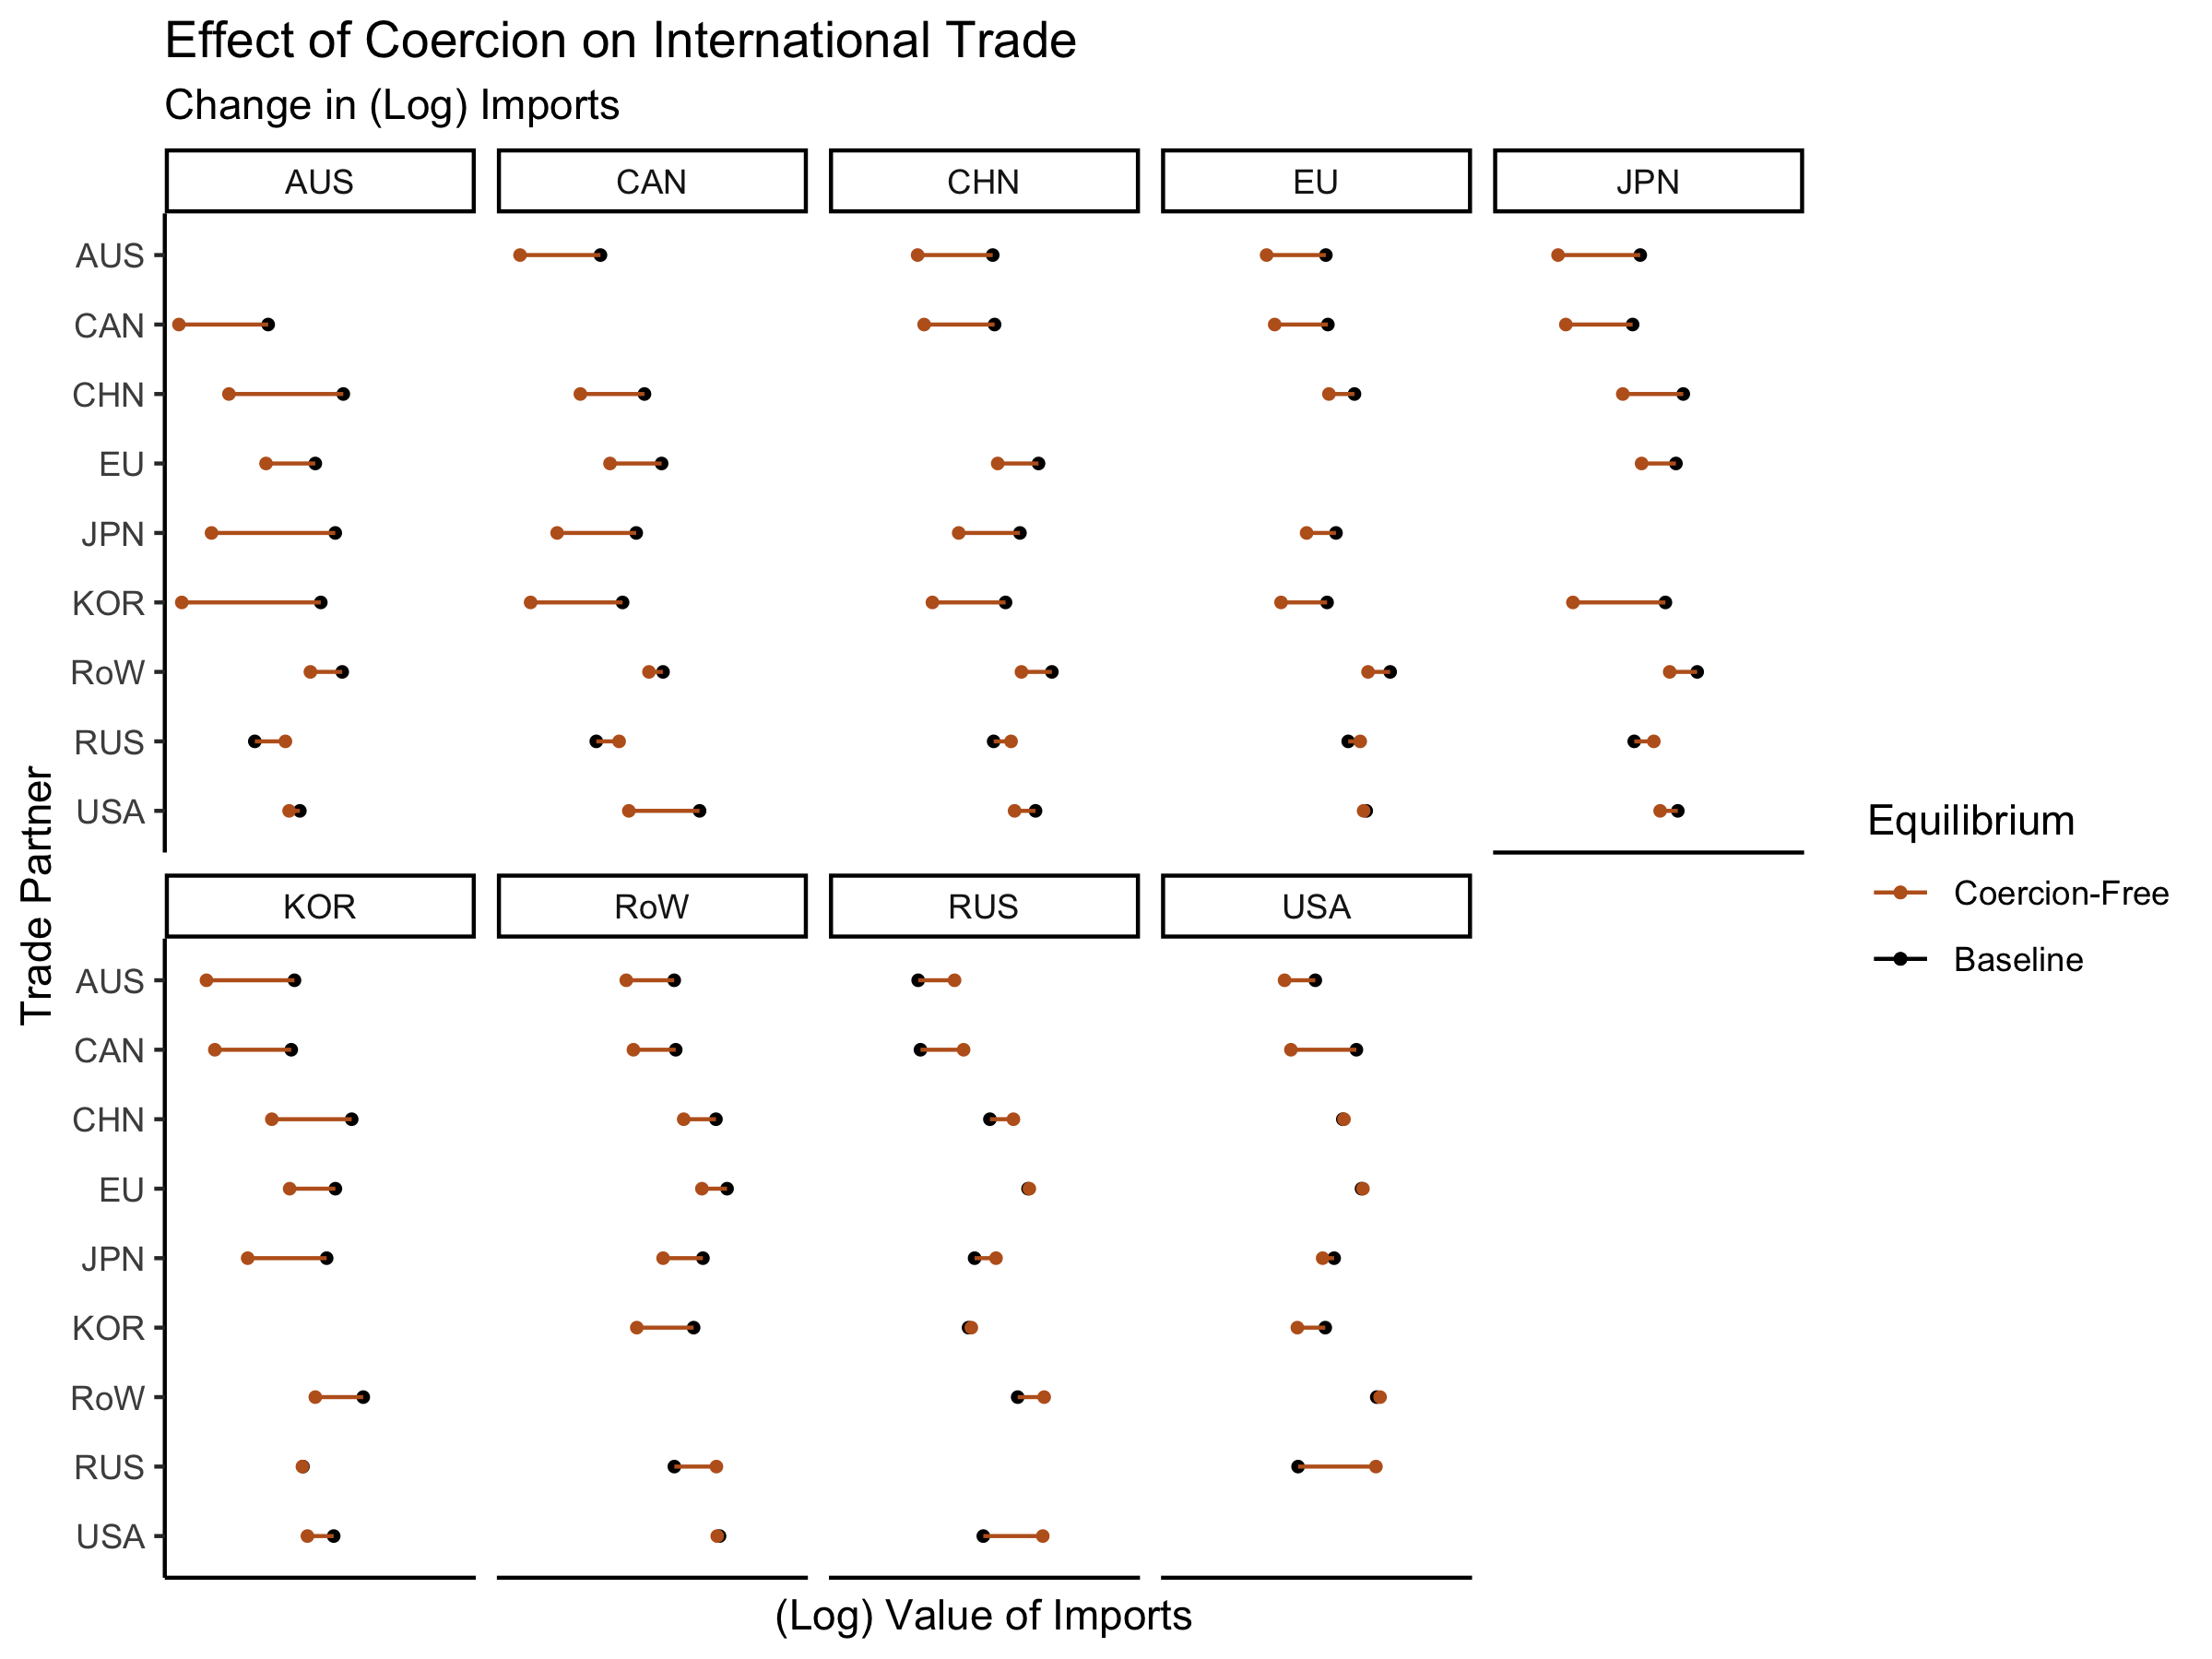 Effect of Coercion on International Trade
Change in (Log) Imports
AUS
CAN
CHN
EU
JPN
AUS
CAN
CHN
EU
JPN
KOR
RoW
RUS
USA
KOR
RoW
RUS
USA
AUS
CAN
CHN
EU
JPN
KOR
RoW
RUS
USA
Trade Partner
(Log) Value of Imports
Equilibrium
Coercion-Free
Baseline